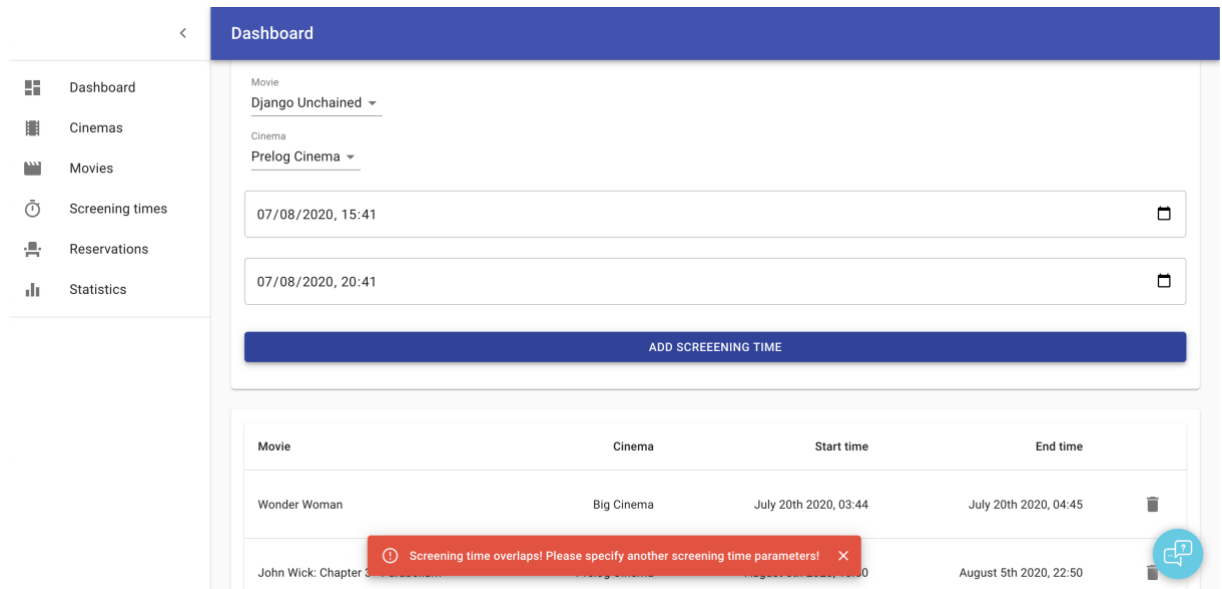 Dashboard
Dashboard
Cinemas
Movies
Screening times
Reservations
Statistics
Movie
Django Unchained
Cinema
Prelog Cinema
07/08/2020, 15:41
07/08/2020, 20:41
ADD SCREEENING TIME
Movie Cinema Start time End time
Wonder Woman Big Cinema July 20th 2020, 03:44 July 20th 2020, 04:45
Screening time overlaps! Please specify another screening time parameters!
John Wick: Chapter 3 August 5th 2020, 22:50